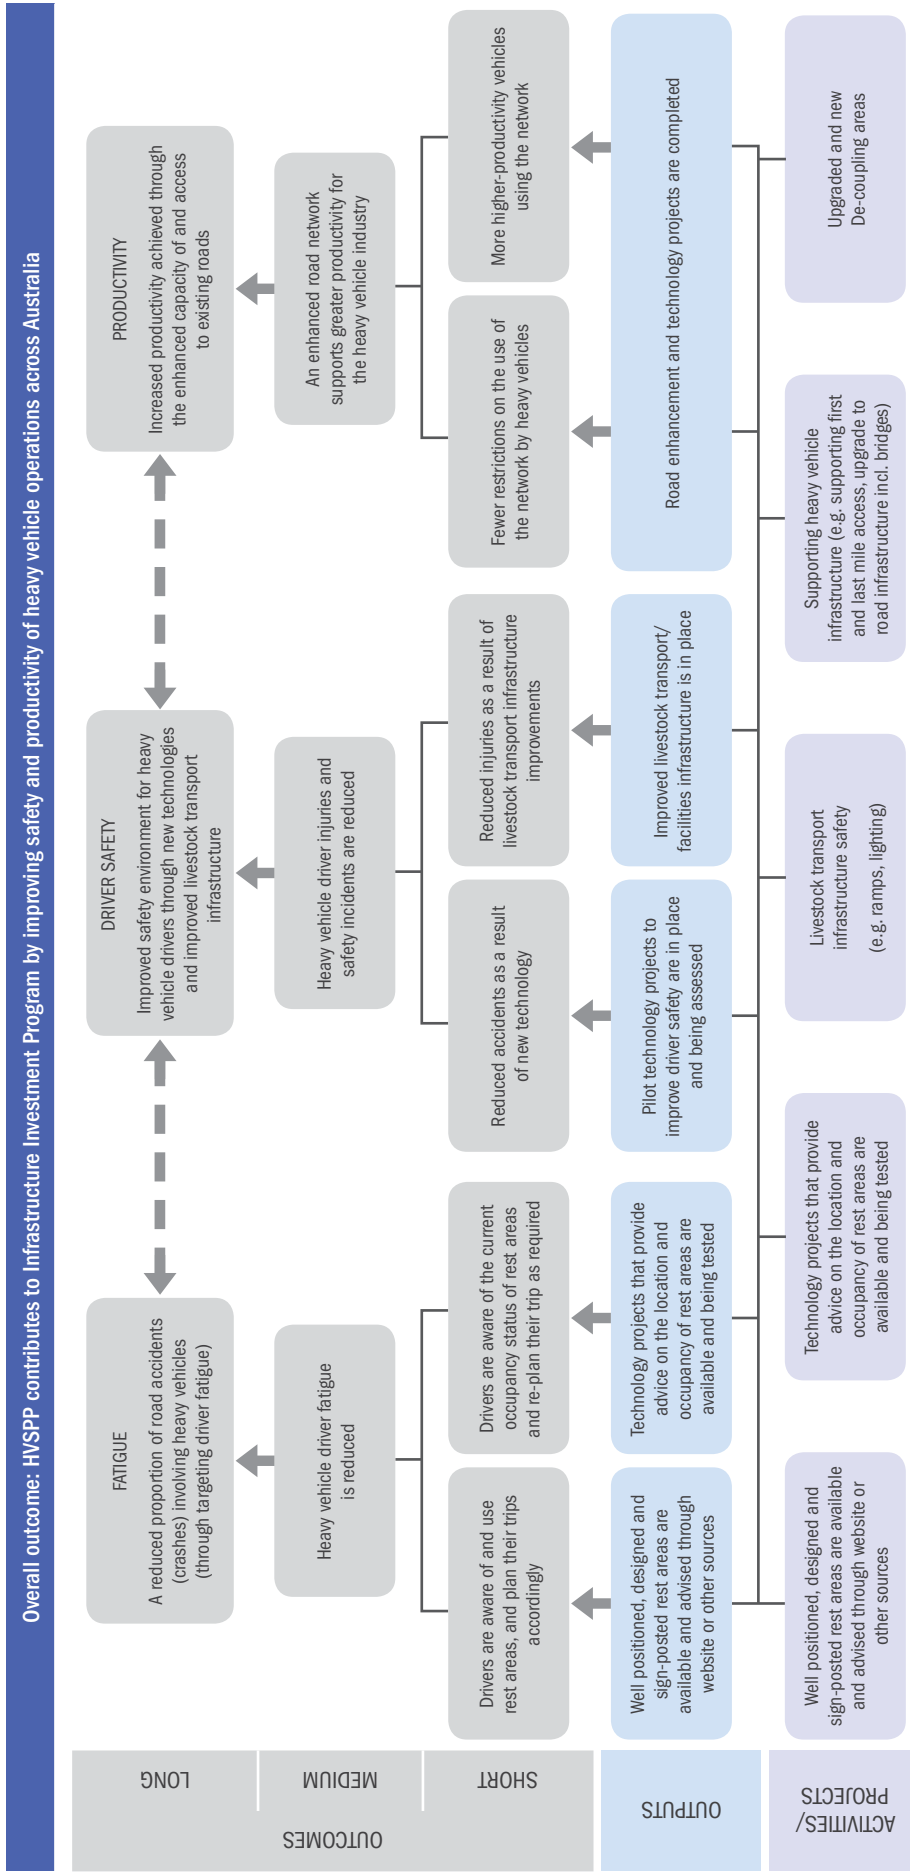 Overall outcome: HVSPP contributes to Infrastructure Investment Program by improving safety and productivity of heavy vehicle operations across Australia
OUTCOMES
LONG
FATIGUE
A reduced proportion of road accidents
(crashes) involving heavy vehicles
(through targeting driver fatigue)
DRIVER SAFETY
Improved safety environment for heavy
vehicle drivers through new technologies
and improved livestock transport
infrastructure
PRODUCTIVITY
Increased productivity achieved through
the enhanced capacity of and access
to existing roads
MEDIUM
Heavy vehicle driver fatigue
is reduced
Heavy vehicle driver injuries and
safety incidents are reduced
An enhanced road network
supports greater productivity for
the heavy vehicle industry
SHORT
Drivers are aware of and use
rest areas, and plan their trips
accordingly
Drivers are aware of the current
occupancy status of rest areas
and re-plan their trip as required
Reduced accidents as a result
of new technology
Reduced injuries as a result of
livestock transport infrastructure
improvements
Fewer restrictions on the use of
the network by heavy vehicles
More higher-productivity vehicles
using the network
OUTPUTS
Well positioned, designed and
sign-posted rest areas are
available and advised through
website or other sources
Technology projects that provide
advice on the location and
occupancy of rest areas are
available and being tested
Pilot technology projects to
improve driver safety are in place
and being assessed
Improved livestock transport/
facilities infrastructure is in place
Road enhancement and technology projects are completed
ACTIVITIES/
PROJECTS
Well positioned, designed and
sign-posted rest areas are available
and advised through website or
other sources
Technology projects that provide
advice on the location and
occupancy of rest areas are
available and being tested
Livestock transport
infrastructure safety
(e.g. ramps, lighting)
Supporting heavy vehicle
infrastructure (e.g. supporting first
and last mile access, upgrade to
road infrastructure incl. bridges)
Upgraded and new
De-coupling areas